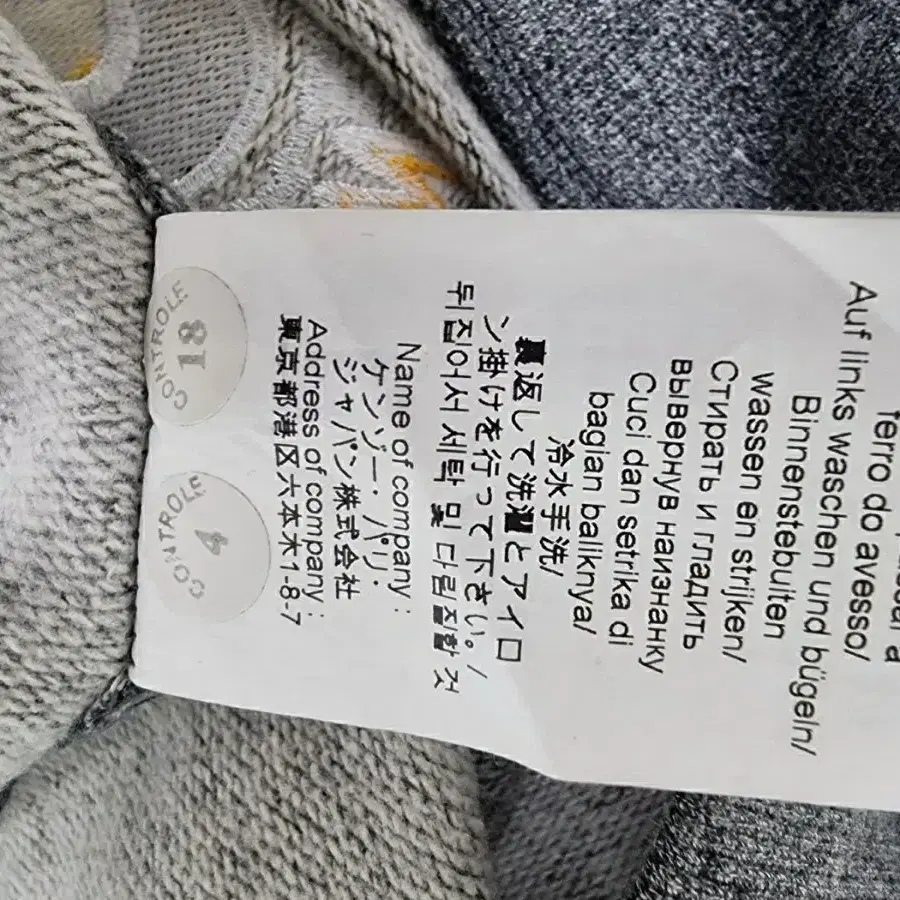 ferro do avesso/
Auf links waschen und bügeln/
Binnenstebuiten
wassen en strijken/
Стирать и гладить
вывернув наизнанку
Cuci dan setrika di
bagian baliknya/
冷水手洗/
裏返して洗濯とアイロ
ン掛けを行って下さい。/
뒤집어서 세탁 및 다림질할 것
Name of company :
ケンゾー・パリ・
ジャパン株式会社
Address of company :
東京都港区六本木1-8-7
CONTROLE
18
CONTROLE
4